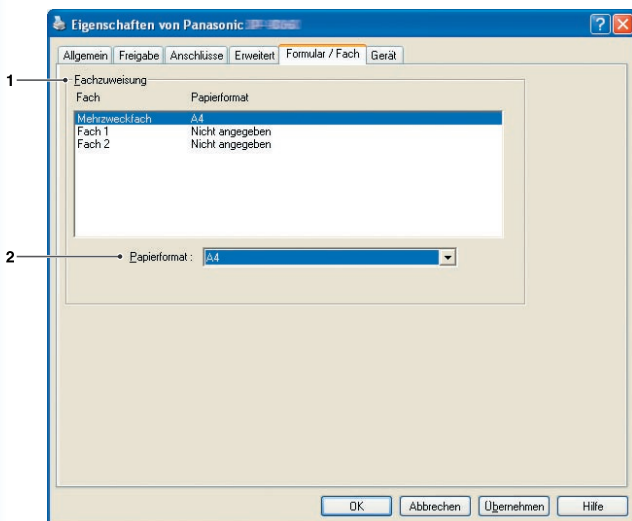 Eigenschaften von Panasonic
Allgemein Freigabe Anschlüsse Erweitert Formular / Fach Gerät
1
Fachzuweisung
Fach Papierformat
Mehrzweckfach A4
Fach 1 Nicht angegeben
Fach 2 Nicht angegeben
2
Papierformat : A4
OK Abbrechen Übernehmen Hilfe